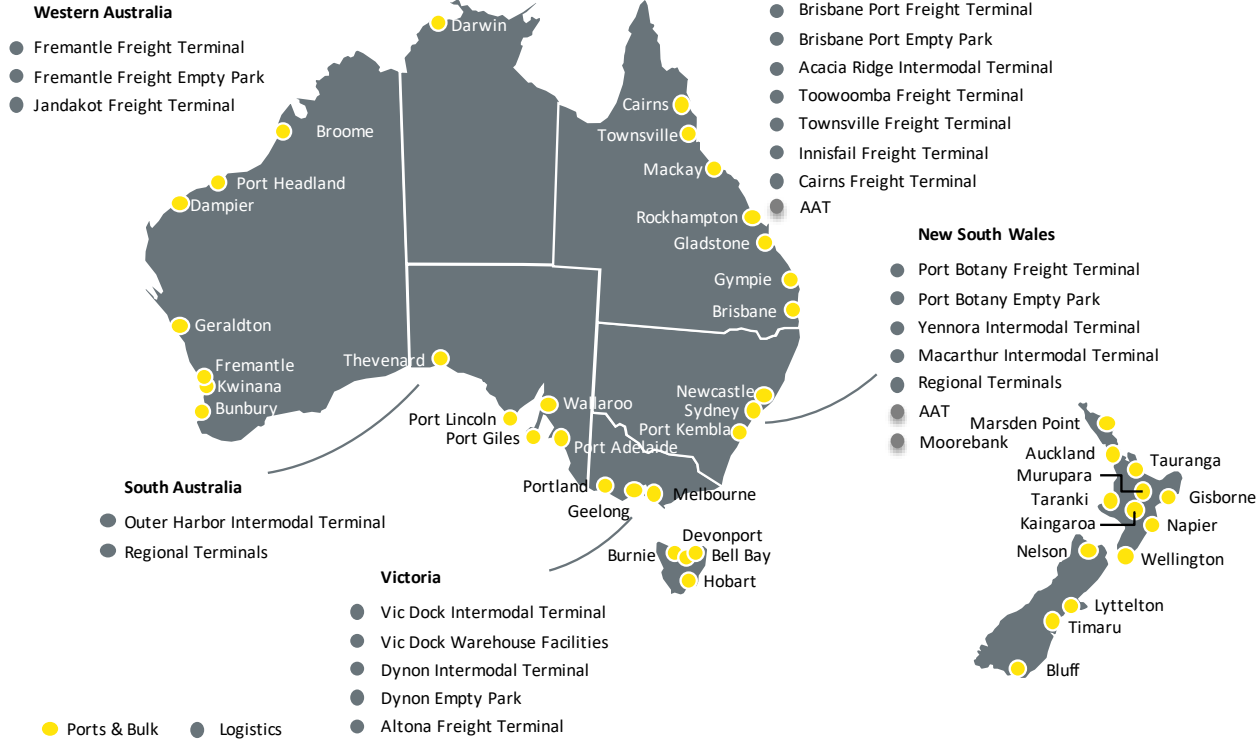 Western Australia
Fremantle Freight Terminal
Fremantle Freight Empty Park
Jandakot Freight Terminal
Brisbane Port Freight Terminal
Brisbane Port Empty Park
Acacia Ridge Intermodal Terminal
Toowoomba Freight Terminal
Townsville Freight Terminal
Innisfail Freight Terminal
Cairns Freight Terminal
AAT
New South Wales
Port Botany Freight Terminal
Port Botany Empty Park
Yennora Intermodal Terminal
Macarthur Intermodal Terminal
Regional Terminals
AAT
Moorebank
Darwin
Cairns
Townsville
Mackay
Rockhampton
Gladstone
Gympie
Brisbane
Broome
Port Headland
Dampier
Geraldton
Fremantle
Kwinana
Bunbury
Thevenard
Wallaroo
Port Lincoln
Port Giles
Port Adelaide
Newcastle
Sydney
Port Kembla
Portland
Geelong
Melbourne
Devonport
Burnie
Bell Bay
Hobart
South Australia
Outer Harbor Intermodal Terminal
Regional Terminals
Victoria
Vic Dock Intermodal Terminal
Vic Dock Warehouse Facilities
Dynon Intermodal Terminal
Dynon Empty Park
Altona Freight Terminal
Marsden Point
Auckland
Tauranga
Murupara
Taranki
Gisborne
Kaingaroa
Napier
Nelson
Wellington
Lyttelton
Timaru
Bluff
Ports & Bulk
Logistics